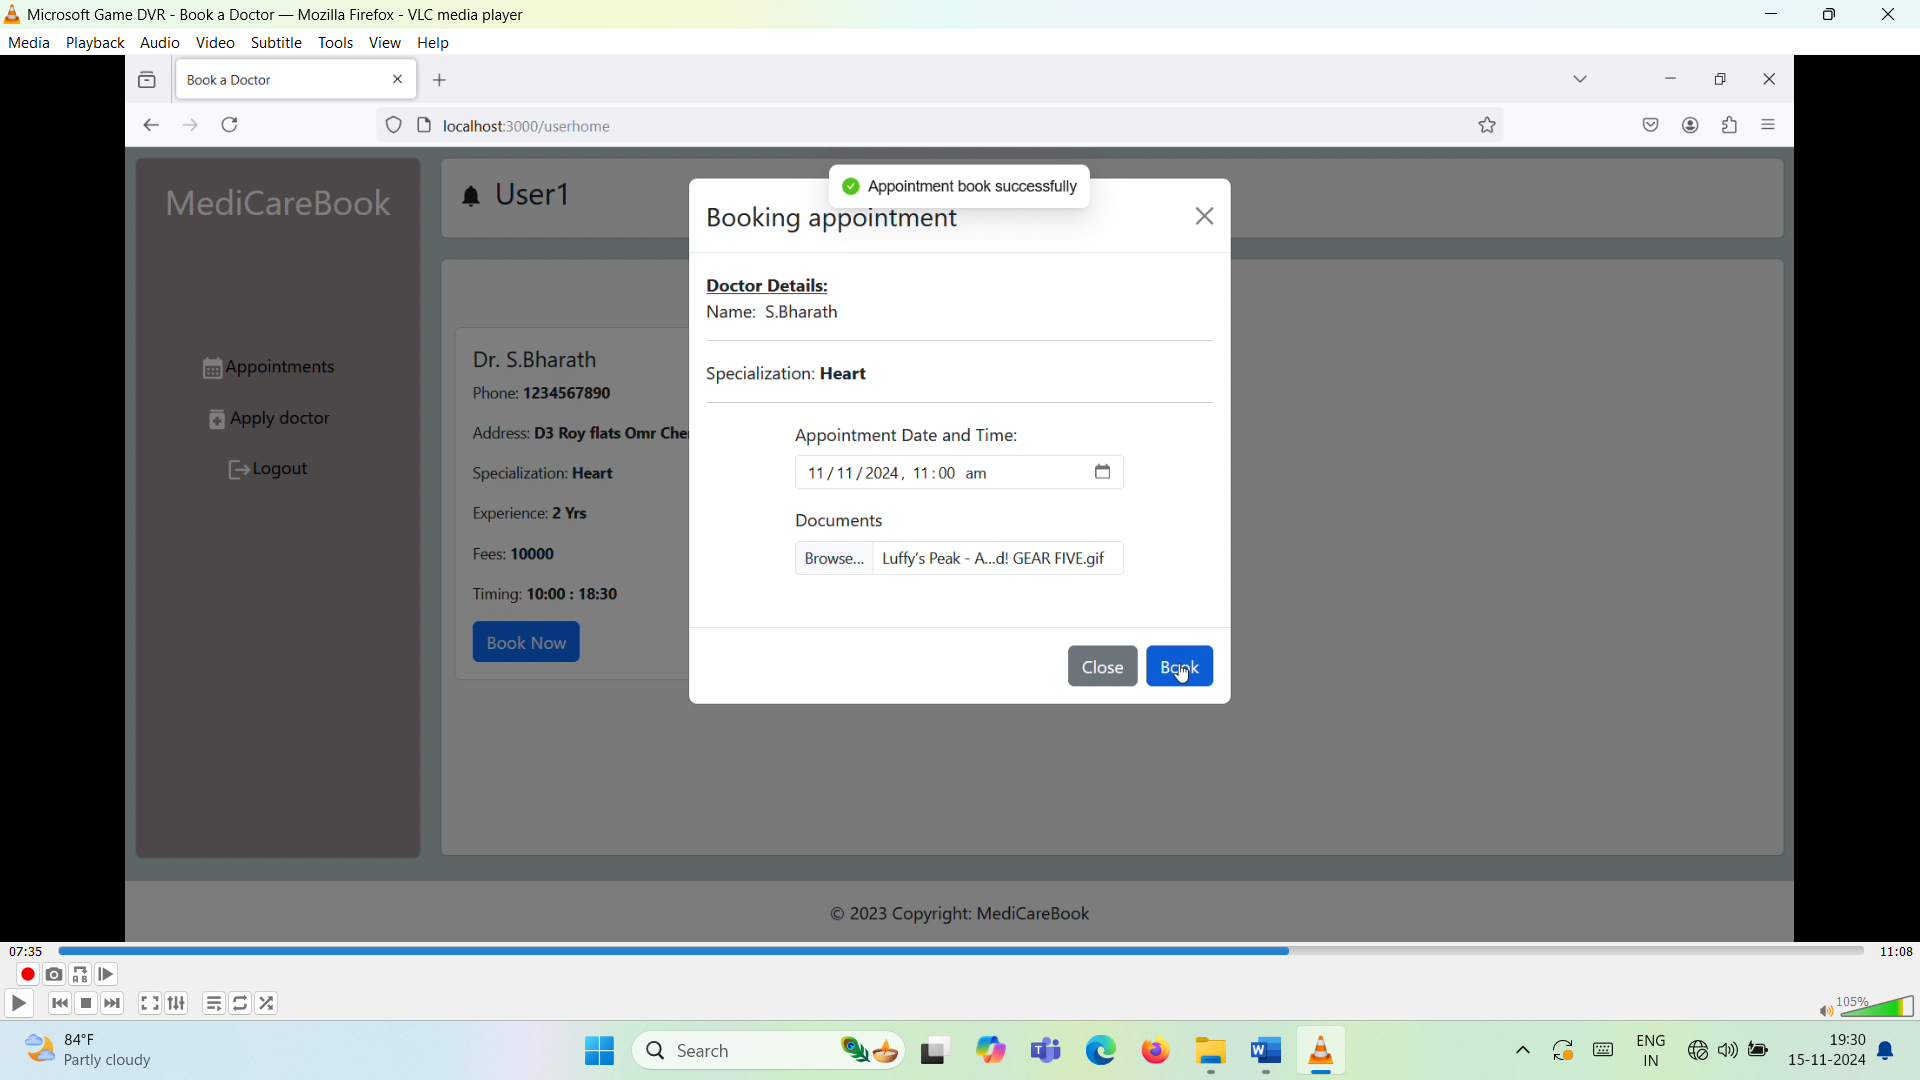 Microsoft Game DVR - Book a Doctor — Mozilla Firefox - VLC media player
Media Playback Audio Video Subtitle Tools View Help
Book a Doctor
localhost:3000/userhome
MediCareBook
User1
Appointment book successfully
Booking appointment
Doctor Details:
Name: S.Bharath
Specialization: Heart
Appointment Date and Time:
11/11/2024, 11:00 am
Documents
Browse... Luffy's Peak - A...d! GEAR FIVE.gif
Close Book
Appointments
Apply doctor
Logout
Dr. S.Bharath
Phone: 1234567890
Address: D3 Roy flats Omr Che
Specialization: Heart
Experience: 2 Yrs
Fees: 10000
Timing: 10:00 : 18:30
Book Now
© 2023 Copyright: MediCareBook
07:35 11:08
105%
84°F
Partly cloudy
Search
ENG
IN
19:30
15-11-2024